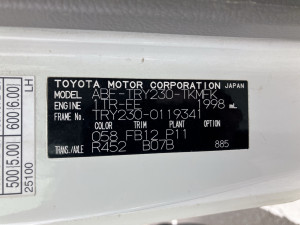 TOYOTA MOTOR CORPORATION JAPAN
MODEL ABF-TRY230-TKMFK
ENGINE 1TR-FE 1998 mL
FRAME NO. TRY230-0119341
COLOR TRIM PLANT
058 FB12 P11
TRANS./AXLE R452 B07B 885
500|5.00| 600|6.00|
25100 LH